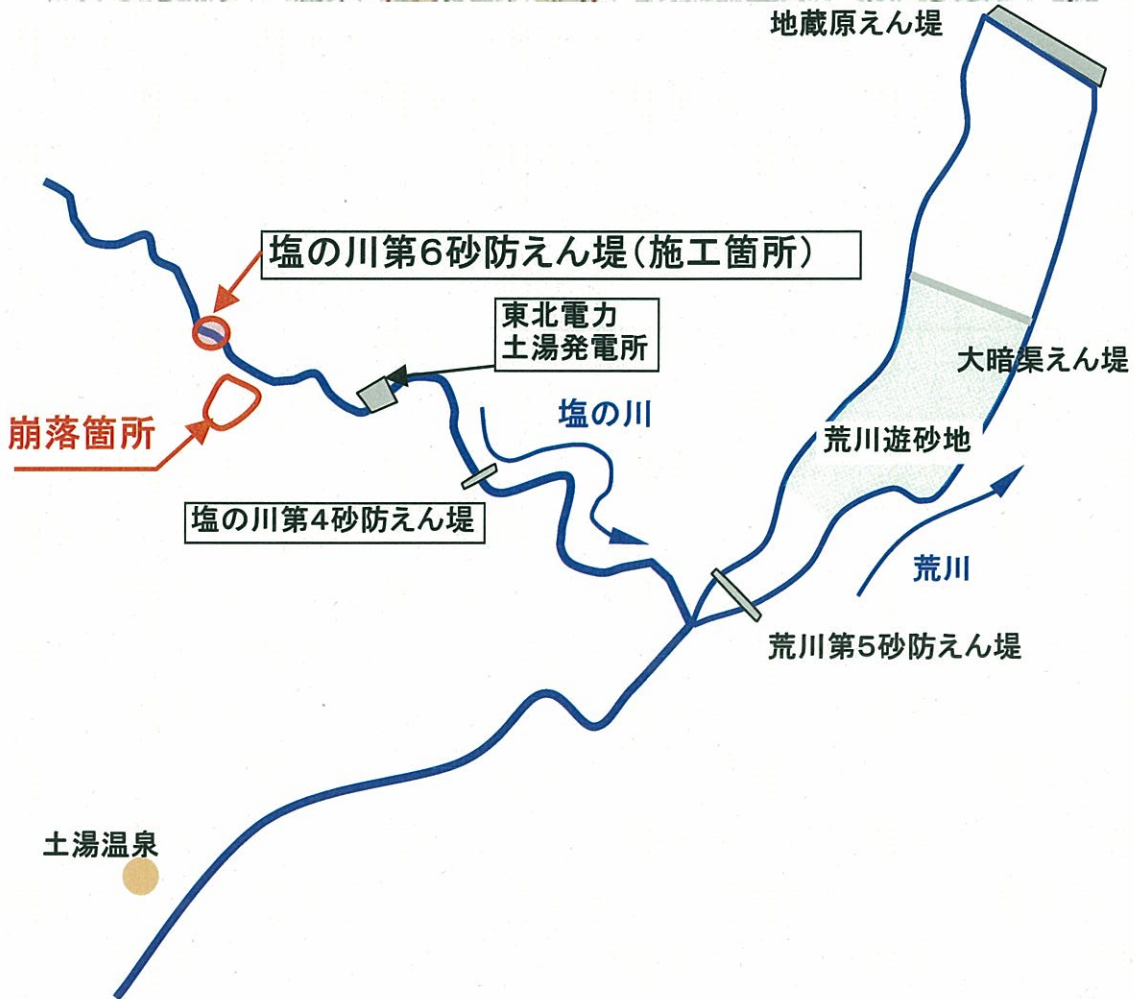 地蔵原えん堤
塩の川第6砂防えん堤(施工箇所)
東北電力
土湯発電所
大暗渠えん堤
塩の川
崩落箇所
荒川遊砂地
塩の川第4砂防えん堤
荒川
荒川第5砂防えん堤
土湯温泉